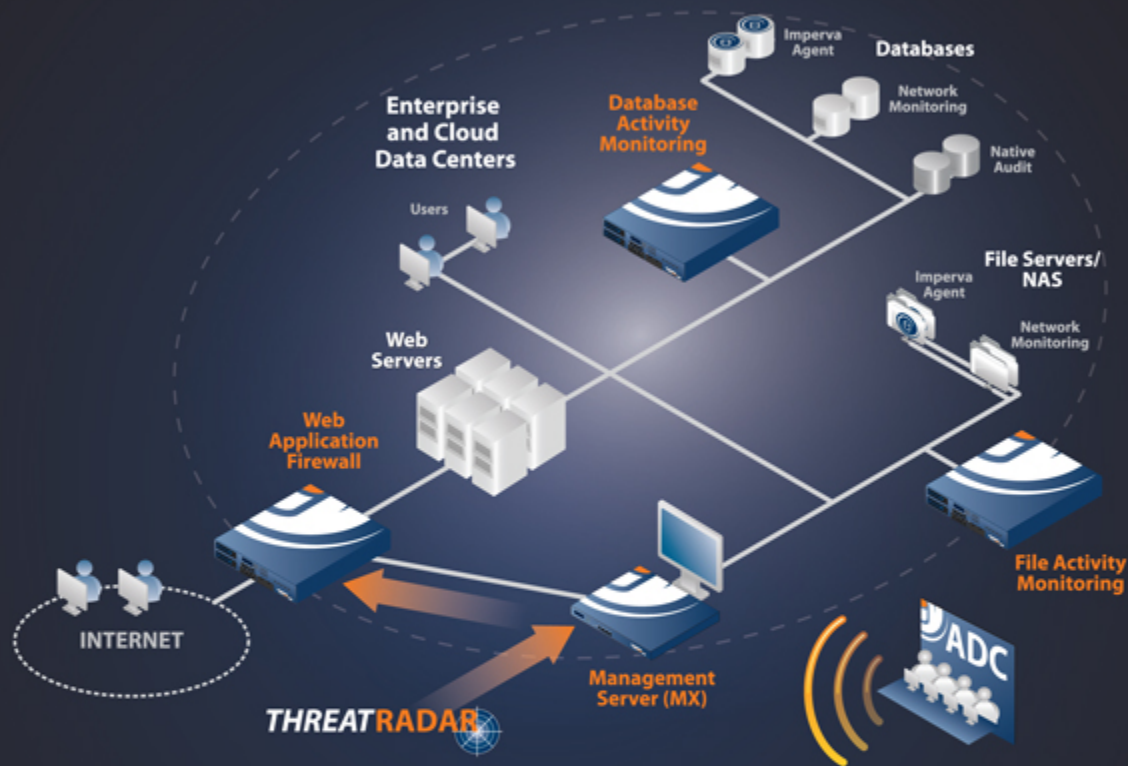 Imperva
Agent
Databases
Network
Monitoring
Native
Audit
Database
Activity
Monitoring
Enterprise
and Cloud
Data Centers
Users
File Servers/
NAS
Imperva
Agent
Network
Monitoring
Web
Servers
Web
Application
Firewall
File Activity
Monitoring
INTERNET
Management
Server (MX)
ADC
THREATRADAR